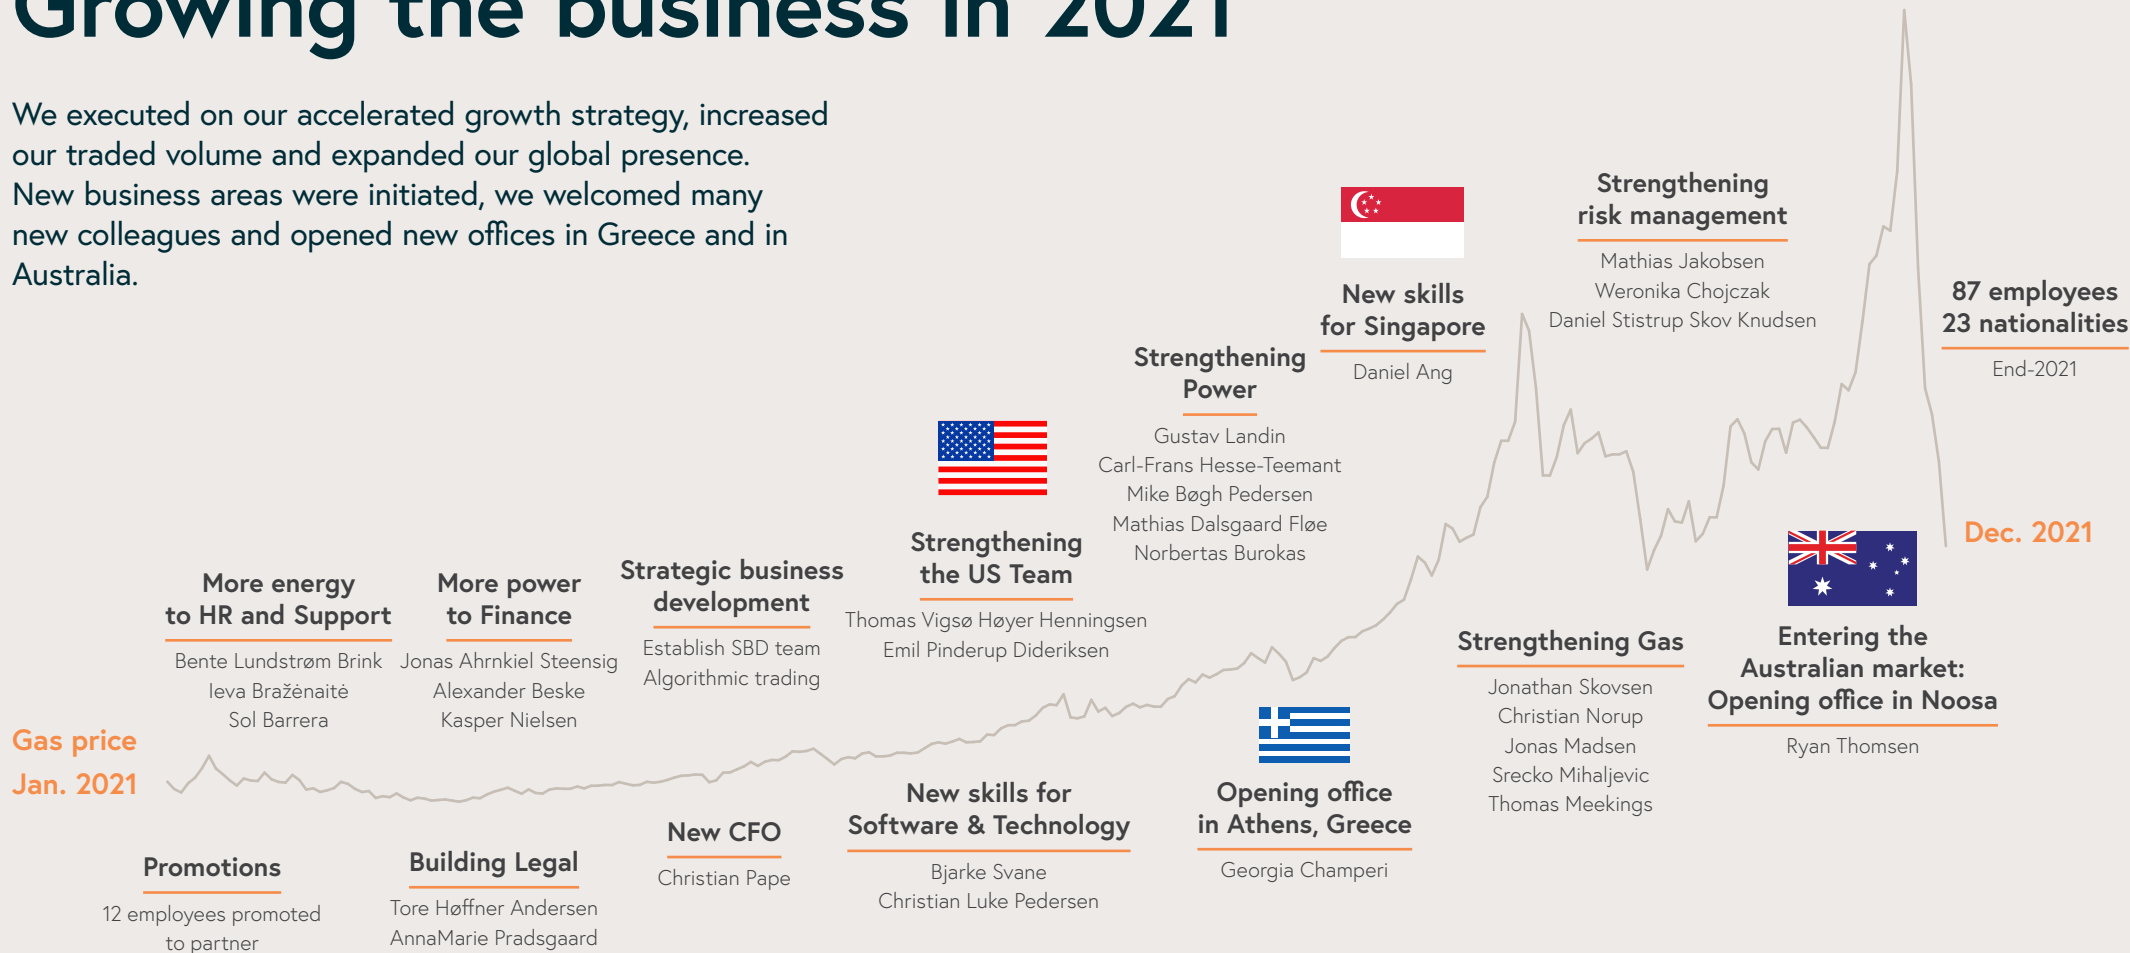 Growing the business in 2021
We executed on our accelerated growth strategy, increased
our traded volume and expanded our global presence.
New business areas were initiated, we welcomed many
new colleagues and opened new offices in Greece and in
Australia.
Gas price
Jan. 2021
Promotions
12 employees promoted
to partner
More energy
to HR and Support
Bente Lundstrøm Brink
Ieva Bražėnaitė
Sol Barrera
Building Legal
Tore Høffner Andersen
AnnaMarie Pradsgaard
More power
to Finance
Jonas Ahrnkiel Steensig
Alexander Beske
Kasper Nielsen
New CFO
Christian Pape
Strategic business
development
Establish SBD team
Algorithmic trading
New skills for
Software & Technology
Bjarke Svane
Christian Luke Pedersen
Strengthening
the US Team
Thomas Vigsø Høyer Henningsen
Emil Pinderup Dideriksen
Strengthening
Power
Gustav Landin
Carl-Frans Hesse-Teemant
Mike Bøgh Pedersen
Mathias Dalsgaard Fløe
Norbertas Burokas
Opening office
in Athens, Greece
Georgia Champeri
New skills
for Singapore
Daniel Ang
Strengthening Gas
Jonathan Skovsen
Christian Norup
Jonas Madsen
Srecko Mihaljevic
Thomas Meekings
Strengthening
risk management
Mathias Jakobsen
Weronika Chojczak
Daniel Stistrup Skov Knudsen
Entering the
Australian market:
Opening office in Noosa
Ryan Thomsen
87 employees
23 nationalities
End-2021
Dec. 2021